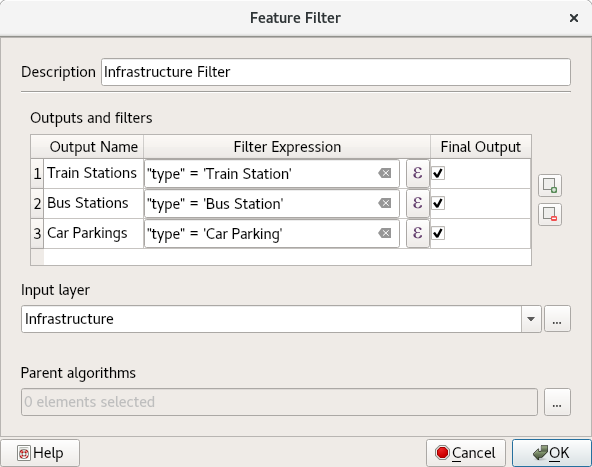 Feature Filter
Description Infrastructure Filter
Outputs and filters
Output Name Filter Expression Final Output
1 Train Stations "type" = 'Train Station' ε
2 Bus Stations "type" = 'Bus Station' ε
3 Car Parkings "type" = 'Car Parking' ε
Input layer
Infrastructure ...
Parent algorithms
0 elements selected ...
Help Cancel OK